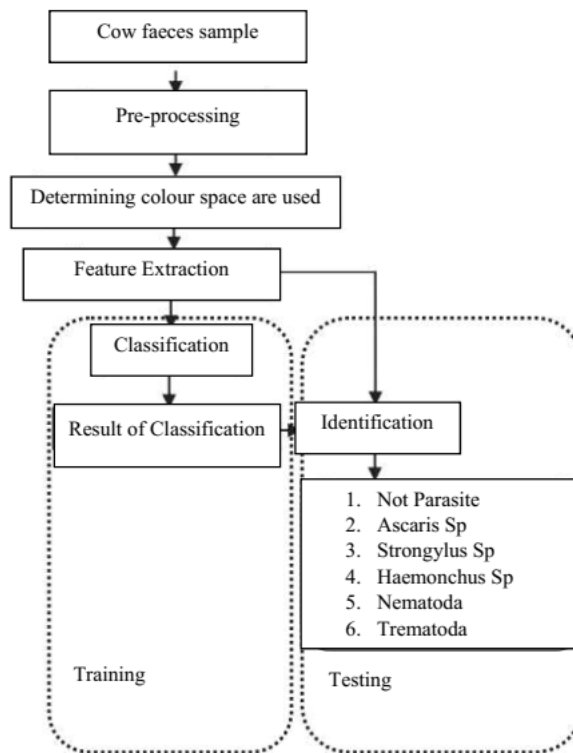 Cow faeces sample
Pre-processing
Determining colour space are used
Feature Extraction
Classification
Result of Classification
Identification
1. Not Parasite
2. Ascaris Sp
3. Strongylus Sp
4. Haemonchus Sp
5. Nematoda
6. Trematoda
Training
Testing